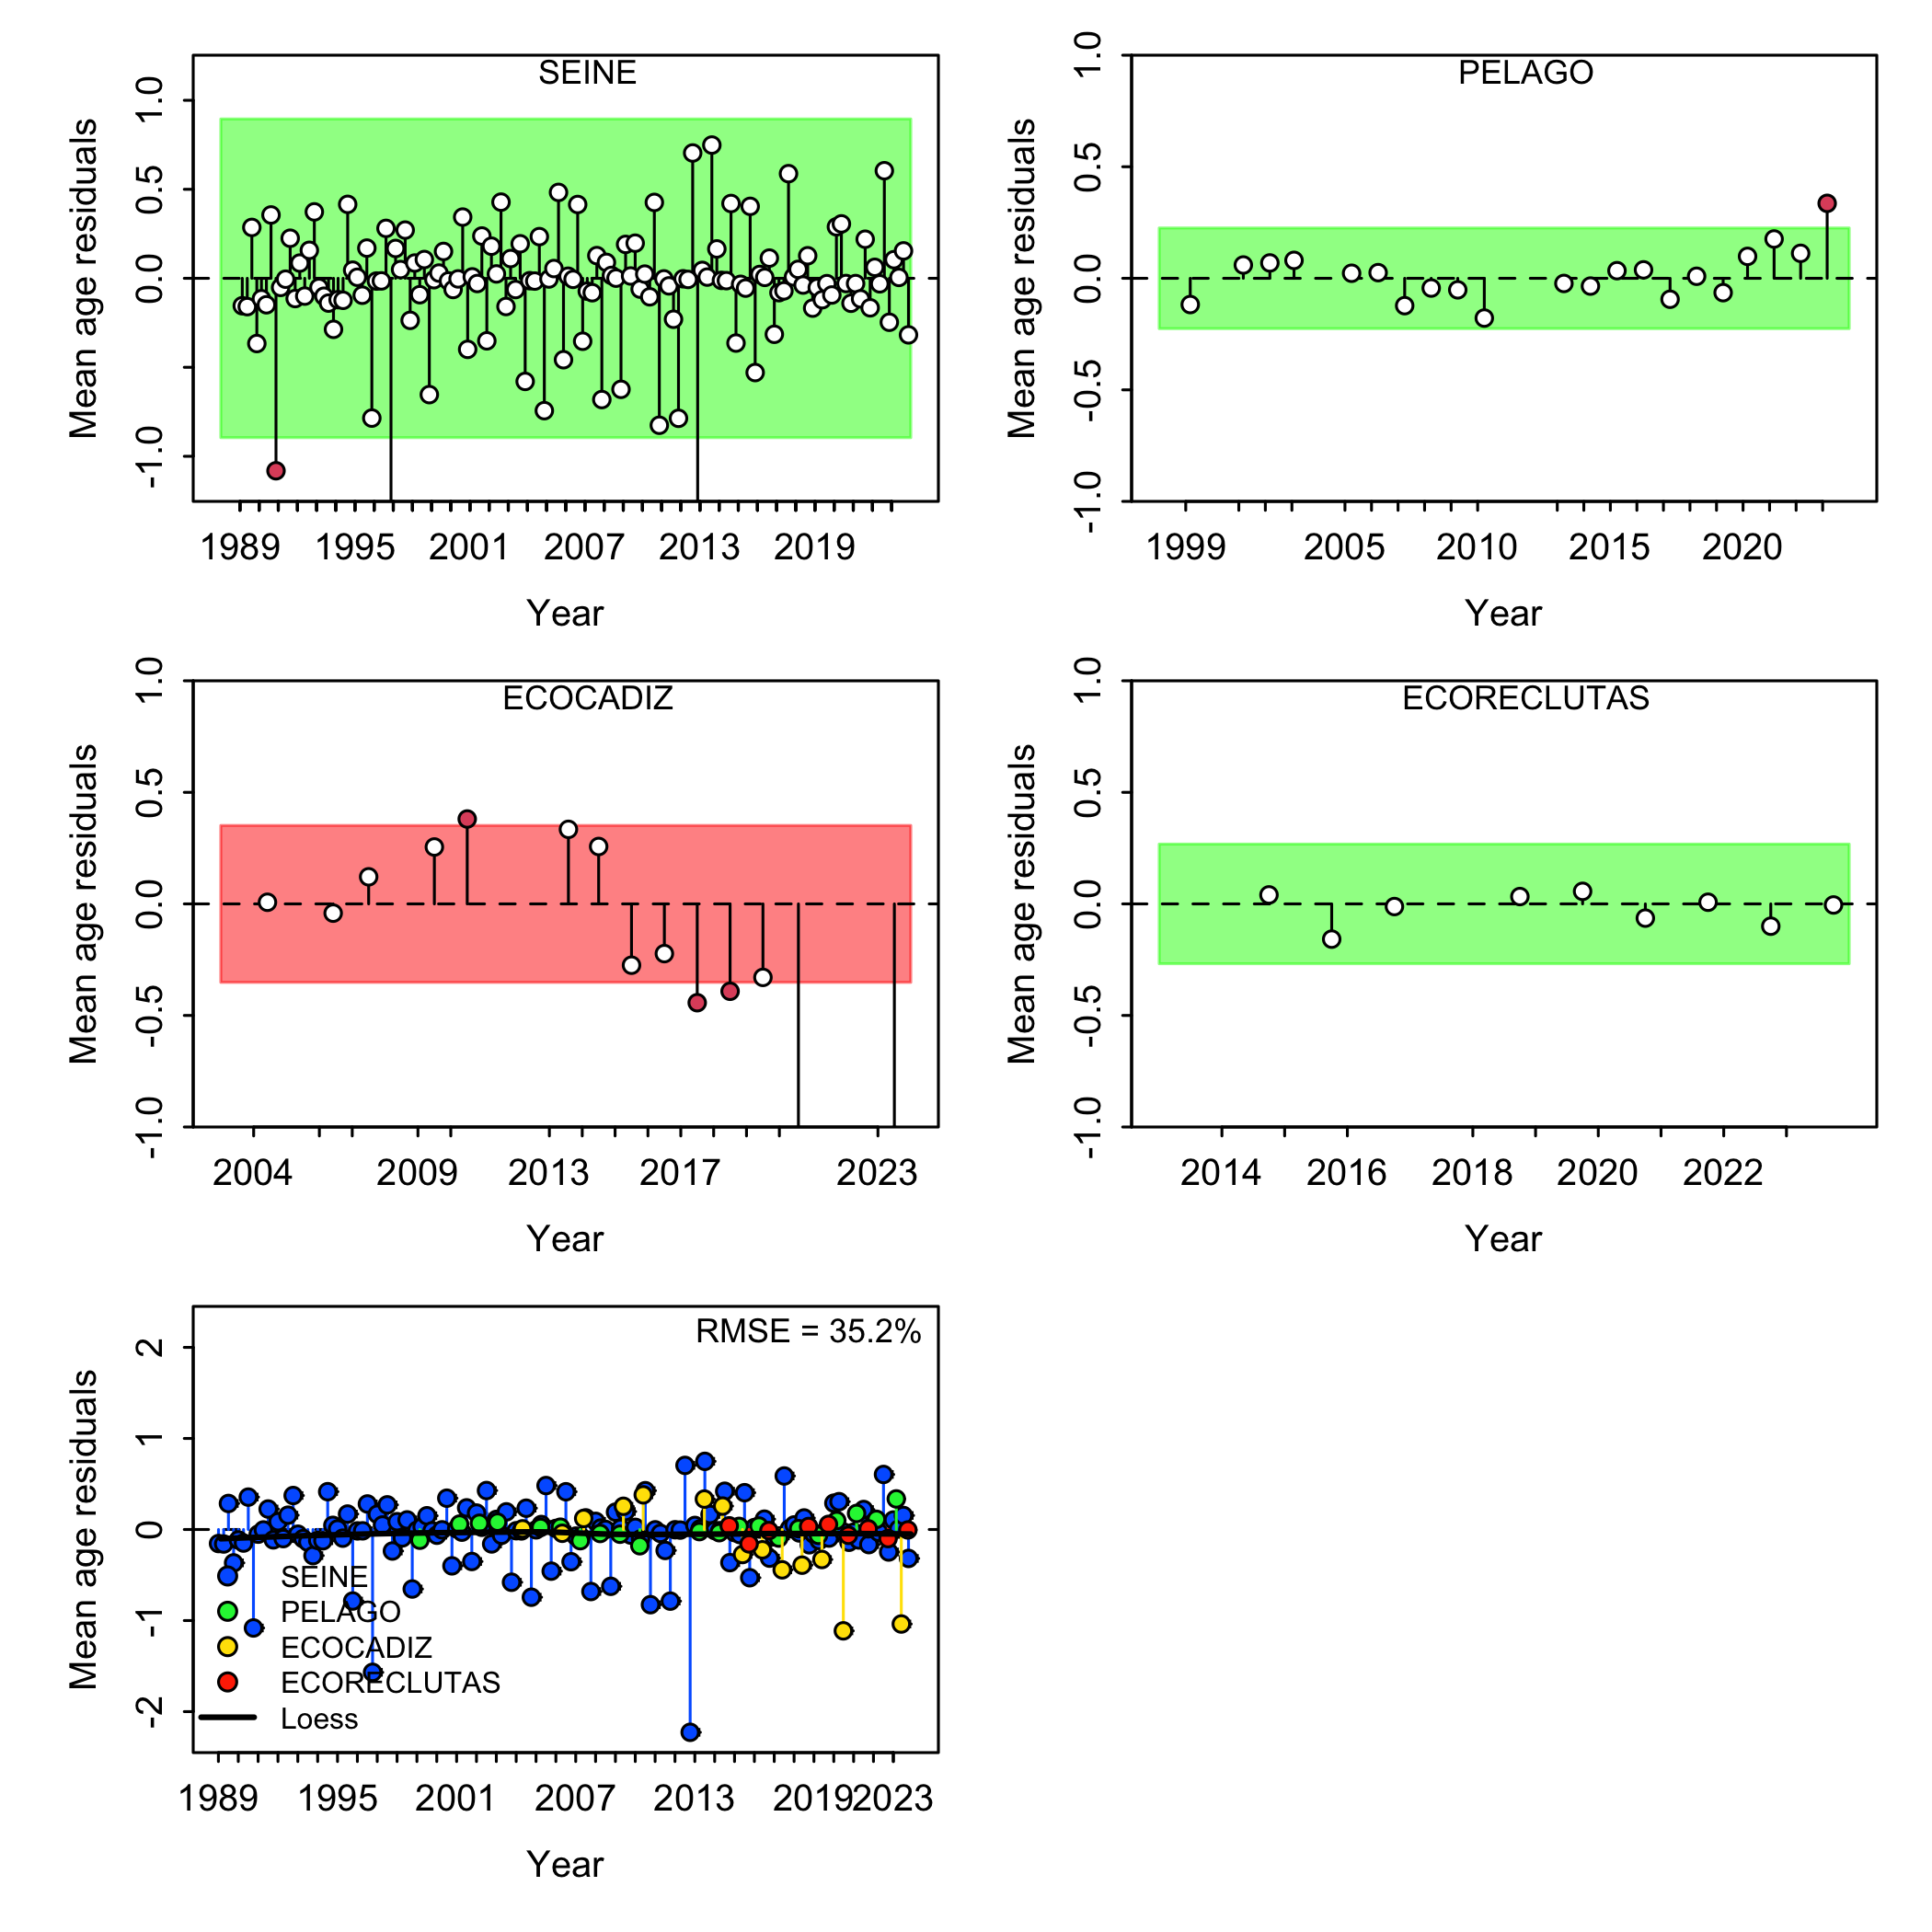 SEINE
Mean age residuals
1.0
0.5
0.0
-1.0
1989 1995 2001 2007 2013 2019
Year
PELAGO
Mean age residuals
1.0
0.5
0.0
-0.5
-1.0
1999 2005 2010 2015 2020
Year
ECOCADIZ
Mean age residuals
1.0
0.5
0.0
-0.5
-1.0
2004 2009 2013 2017 2023
Year
ECORECLUTAS
Mean age residuals
1.0
0.5
0.0
-0.5
-1.0
2014 2016 2018 2020 2022
Year
RMSE = 35.2%
Mean age residuals
2
1
0
-1
-2
SEINE
PELAGO
ECOCADIZ
ECORECLUTAS
Loess
1989 1995 2001 2007 2013 2019 2023
Year